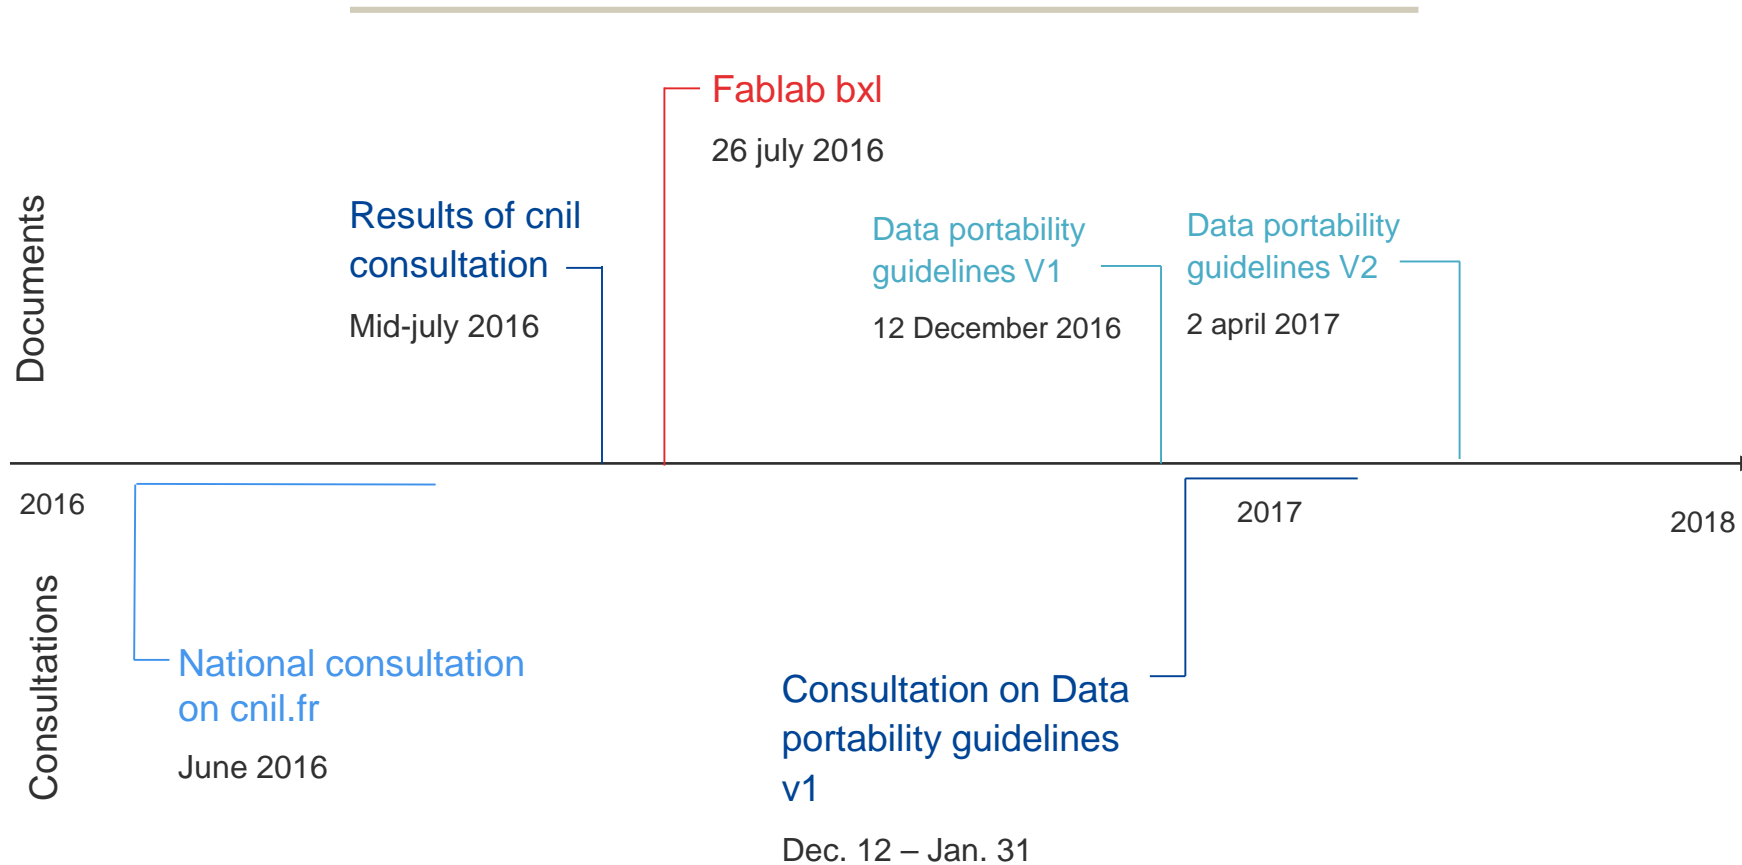 Documents
Fablab bxl
26 july 2016
Results of cnil
consultation
Mid-july 2016
Data portability
guidelines V1
12 December 2016
Data portability
guidelines V2
2 april 2017
2016
2017
2018
Consultations
National consultation
on cnil.fr
June 2016
Consultation on Data
portability guidelines
v1
Dec. 12 – Jan. 31